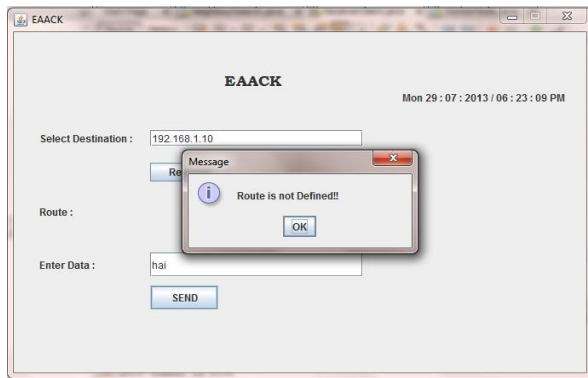 EAACK
EAACK
Mon 29 : 07 : 2013 / 06 : 23 : 09 PM
Select Destination :
192.168.1.10
Message
Route is not Defined!!
OK
Route :
Enter Data :
hai
SEND